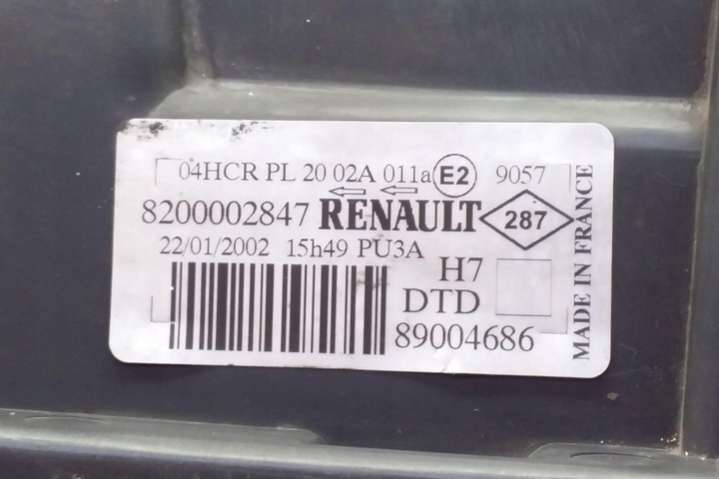 04HCR PL 20 02A 011a E2 9057
8200002847 RENAULT 287
22/01/2002 15h49 PU3A
H7
DTD
89004686
MADE IN FRANCE